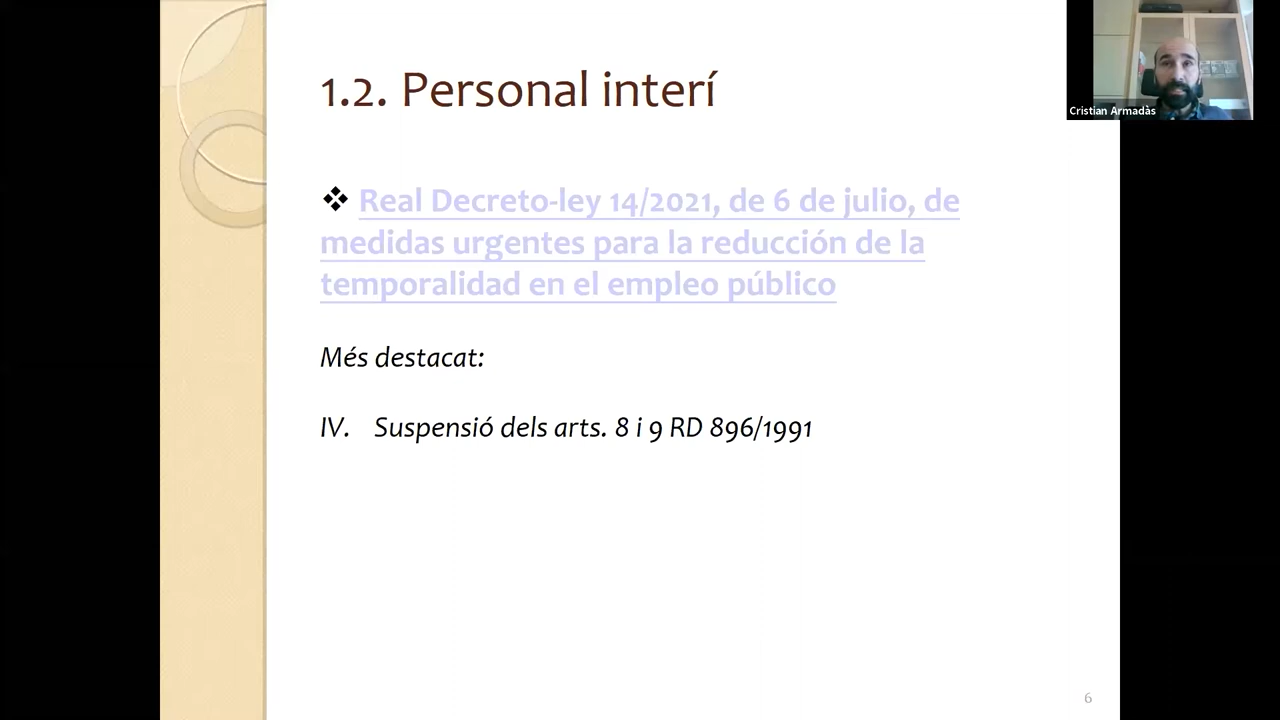 1.2. Personal interí
Cristian Armadàs
❖ Real Decreto-ley 14/2021, de 6 de julio, de
medidas urgentes para la reducción de la
temporalidad en el empleo público
Més destacat:
IV. Suspensió dels arts. 8 i 9 RD 896/1991
6